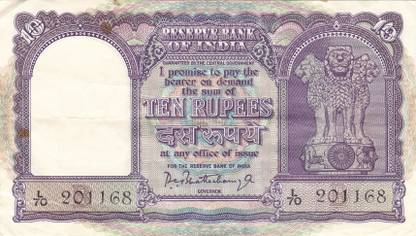 10 RESERVE BANK 10
OF INDIA
GUARANTEED BY THE CENTRAL GOVERNMENT
I promise to pay the
bearer on demand
the sum of
TEN RUPEES
दस रूपये
at any office of issue
FOR THE RESERVE BANK OF INDIA
GOVERNOR
L/70 201168
L/70 201168